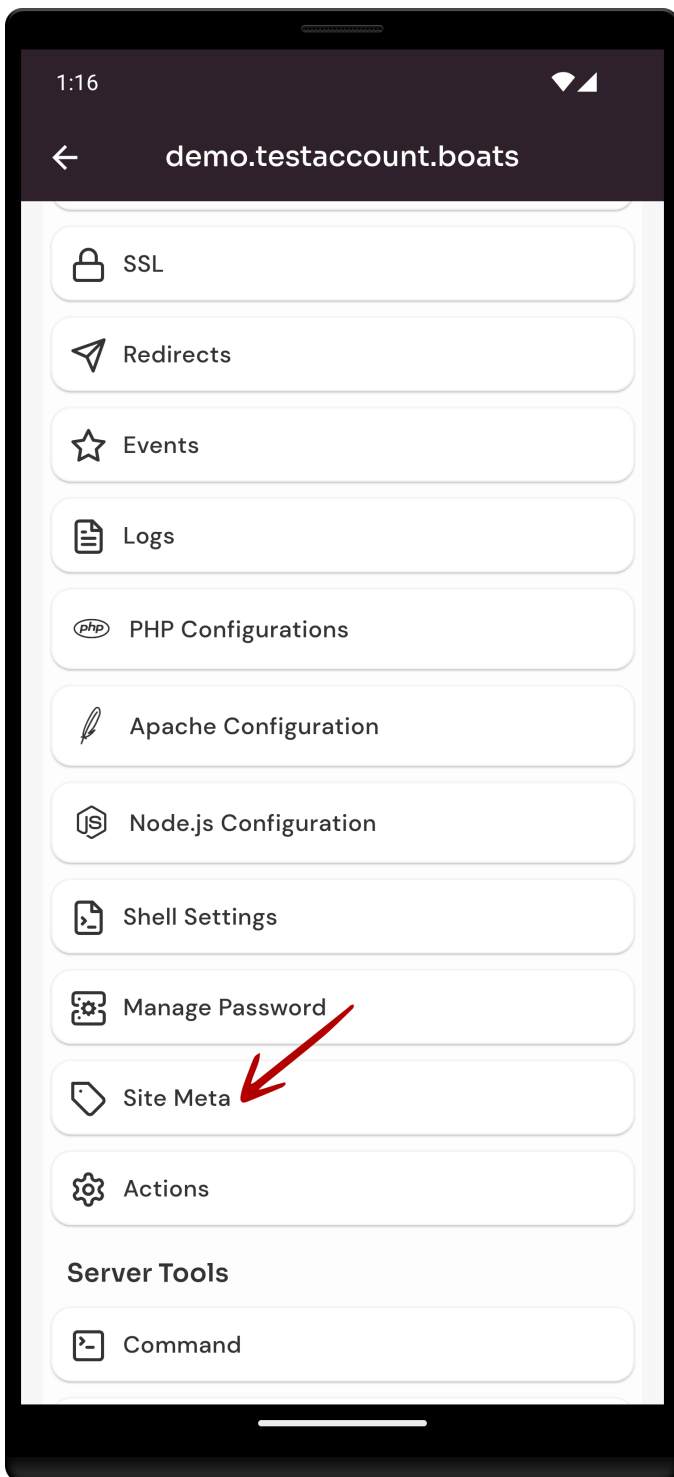 1:16
demo.testaccount.boats
SSL
Redirects
Events
Logs
php PHP Configurations
Apache Configuration
JS Node.js Configuration
Shell Settings
Manage Password
Site Meta
Actions
Server Tools
Command